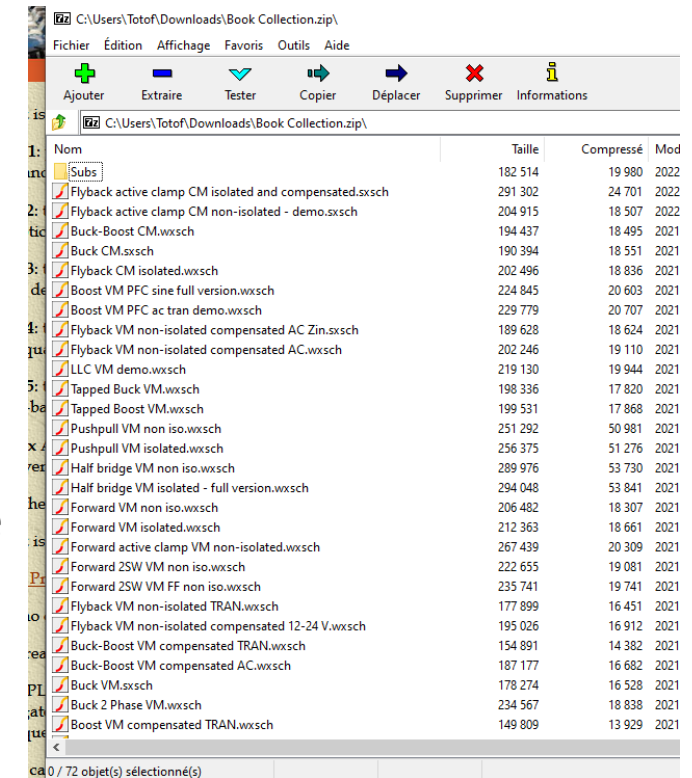 C:\Users\Totof\Downloads\Book Collection.zip\
Fichier Édition Affichage Favoris Outils Aide
Ajouter Extraire Tester Copier Déplacer Supprimer Informations
C:\Users\Totof\Downloads\Book Collection.zip\
Nom Taille Compressé Mod
Subs 182 514 19 980 2022
Flyback active clamp CM isolated and compensated.sxsch 291 302 24 701 2022
Flyback active clamp CM non-isolated - demo.sxsch 204 915 18 507 2022
Buck-Boost CM.wxsch 194 437 18 495 2021
Buck CM.sxsch 190 394 18 551 2021
Flyback CM isolated.wxsch 202 496 18 836 2021
Boost VM PFC sine full version.wxsch 224 845 20 603 2021
Boost VM PFC ac tran demo.wxsch 229 779 20 707 2021
Flyback VM non-isolated compensated AC Zin.sxsch 189 628 18 624 2021
Flyback VM non-isolated compensated AC.wxsch 202 246 19 110 2021
LLC VM demo.wxsch 219 130 19 944 2021
Tapped Buck VM.wxsch 198 336 17 820 2021
Tapped Boost VM.wxsch 199 531 17 868 2021
Pushpull VM non iso.wxsch 251 292 50 981 2021
Pushpull VM isolated.wxsch 256 375 51 276 2021
Half bridge VM non iso.wxsch 289 976 53 730 2021
Half bridge VM isolated - full version.wxsch 294 048 53 841 2021
Forward VM non iso.wxsch 206 482 18 307 2021
Forward VM isolated.wxsch 212 363 18 661 2021
Forward active clamp VM non-isolated.wxsch 267 439 20 309 2021
Forward 2SW VM non iso.wxsch 222 655 19 081 2021
Forward 2SW VM FF non iso.wxsch 235 741 19 741 2021
Flyback VM non-isolated TRAN.wxsch 177 899 16 451 2021
Flyback VM non-isolated compensated 12-24 V.wxsch 195 026 16 912 2021
Buck-Boost VM compensated TRAN.wxsch 154 891 14 382 2021
Buck-Boost VM compensated AC.wxsch 187 177 16 682 2021
Buck VM.sxsch 178 274 16 528 2021
Buck 2 Phase VM.wxsch 234 567 18 838 2021
Boost VM compensated TRAN.wxsch 149 809 13 929 2021
0 / 72 objet(s) sélectionné(s)